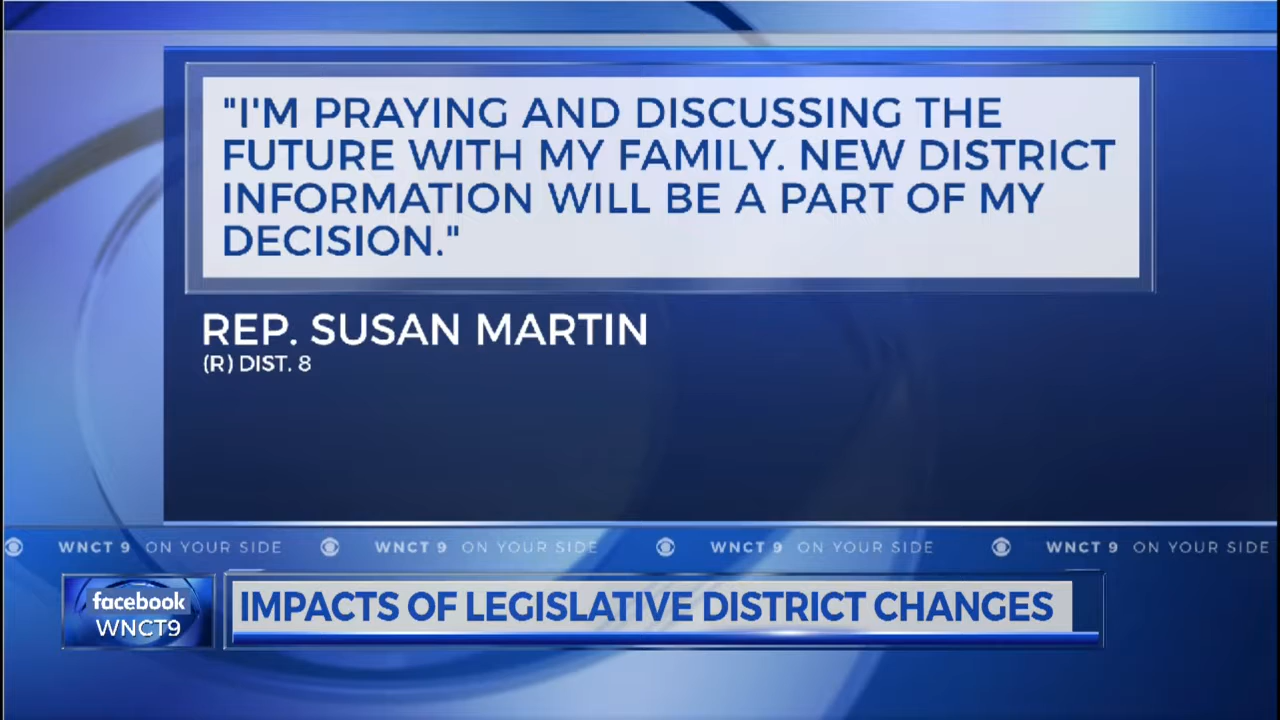 "I'M PRAYING AND DISCUSSING THE
FUTURE WITH MY FAMILY. NEW DISTRICT
INFORMATION WILL BE A PART OF MY
DECISION."
REP. SUSAN MARTIN
(R) DIST. 8
WNCT 9 ON YOUR SIDE WNCT 9 ON YOUR SIDE WNCT 9 ON YOUR SIDE WNCT 9 ON YOUR SIDE
facebook
WNCT9
IMPACTS OF LEGISLATIVE DISTRICT CHANGES